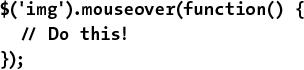 $('img').mouseover(function() {
  // Do this!
});